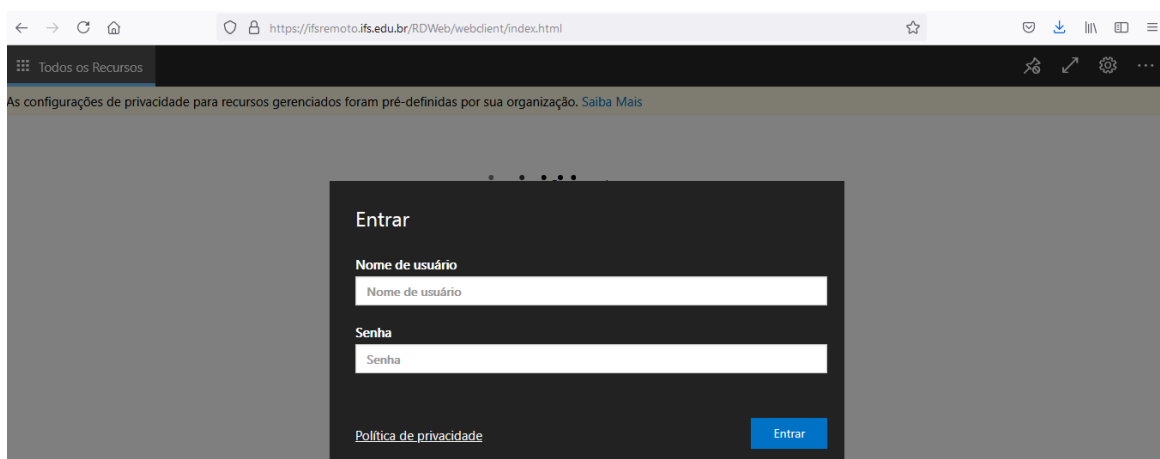 https://ifsremoto.ifs.edu.br/RDWeb/webclient/index.html
Todos os Recursos
As configurações de privacidade para recursos gerenciados foram pré-definidas por sua organização. Saiba Mais
Entrar
Nome de usuário
Nome de usuário
Senha
Senha
Política de privacidade
Entrar